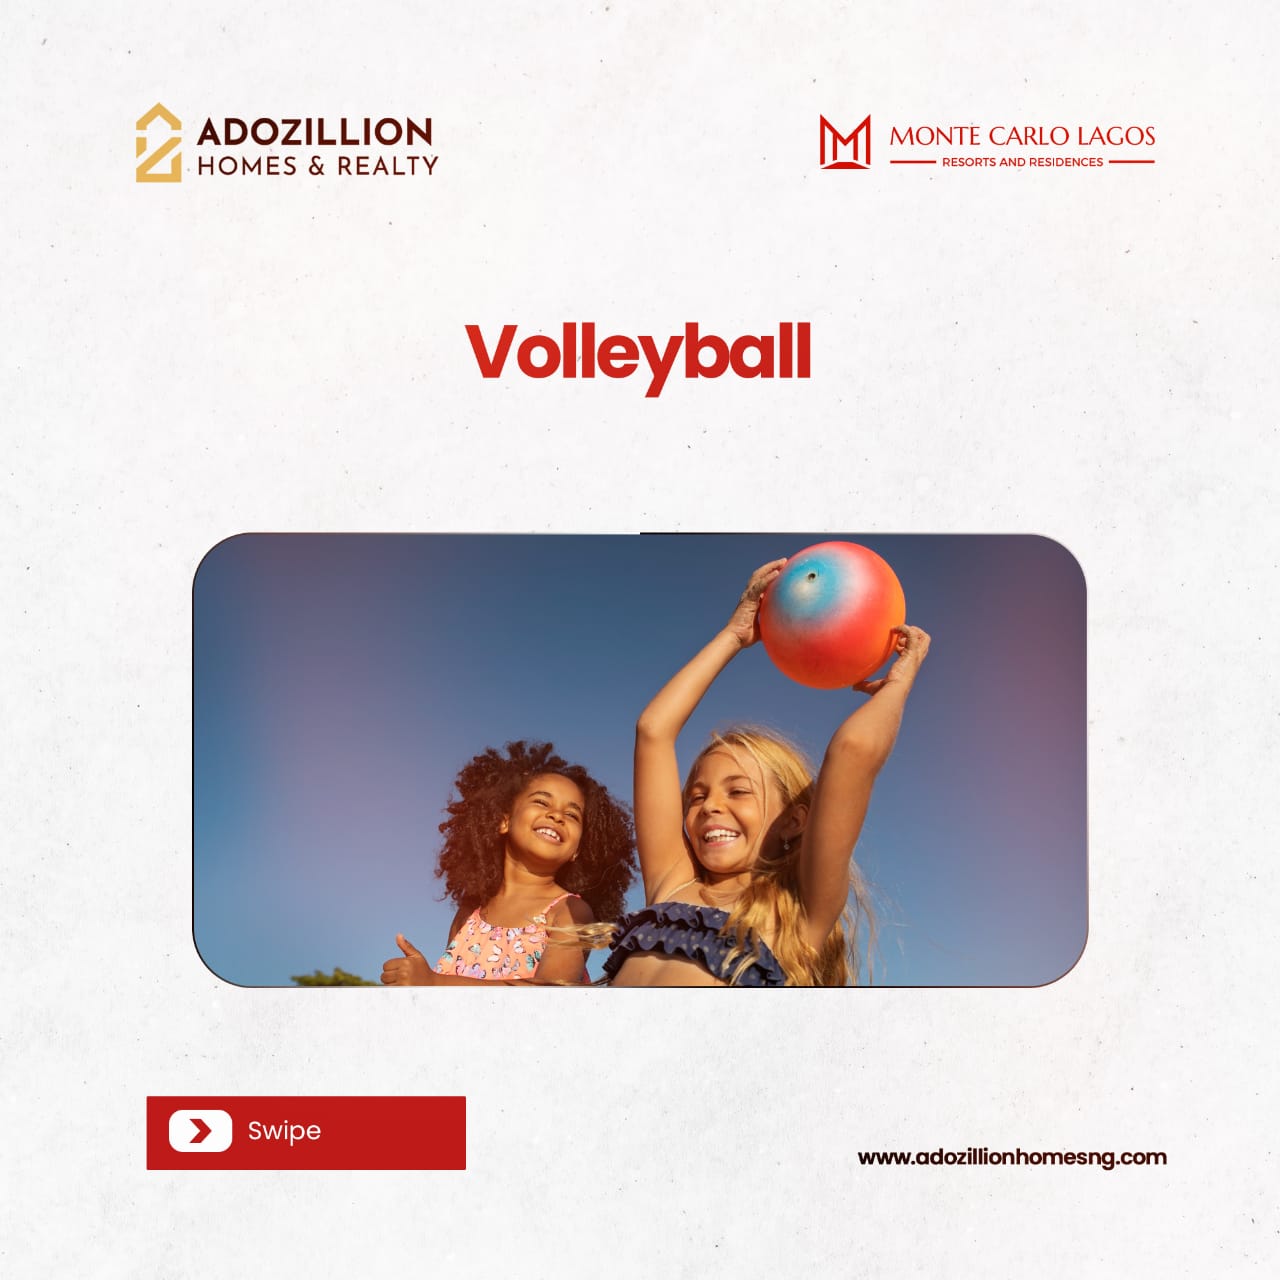 ADOZILLION
HOMES & REALTY
MONTE CARLO LAGOS
RESORTS AND RESIDENCES
Volleyball
Swipe
www.adozillionhomesng.com